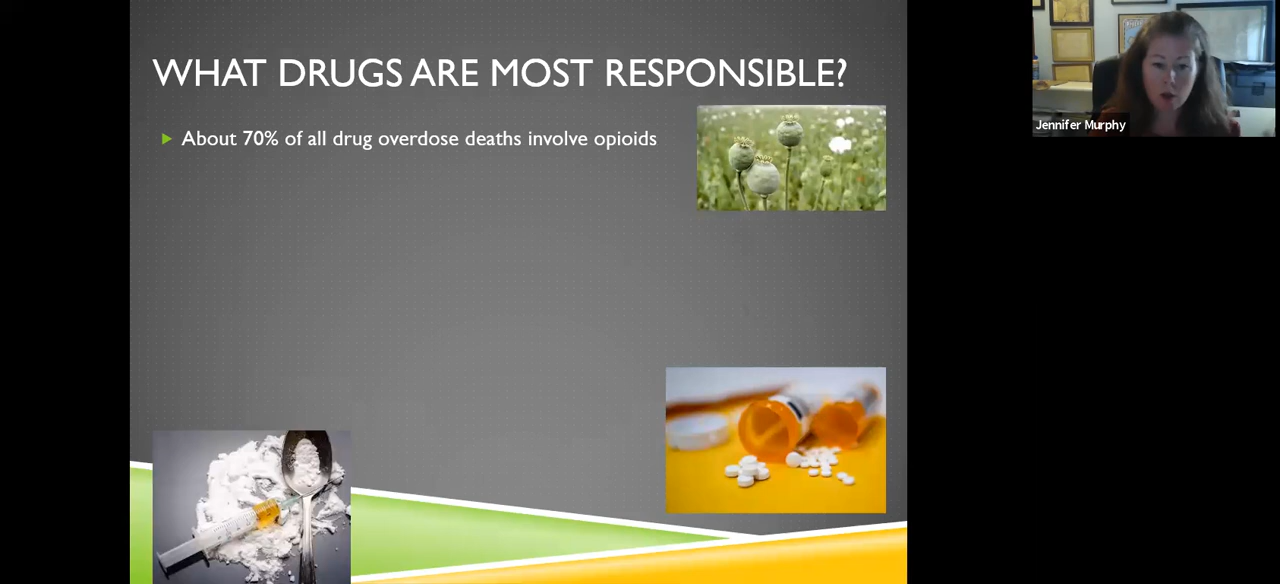 WHAT DRUGS ARE MOST RESPONSIBLE?
About 70% of all drug overdose deaths involve opioids
Jennifer Murphy